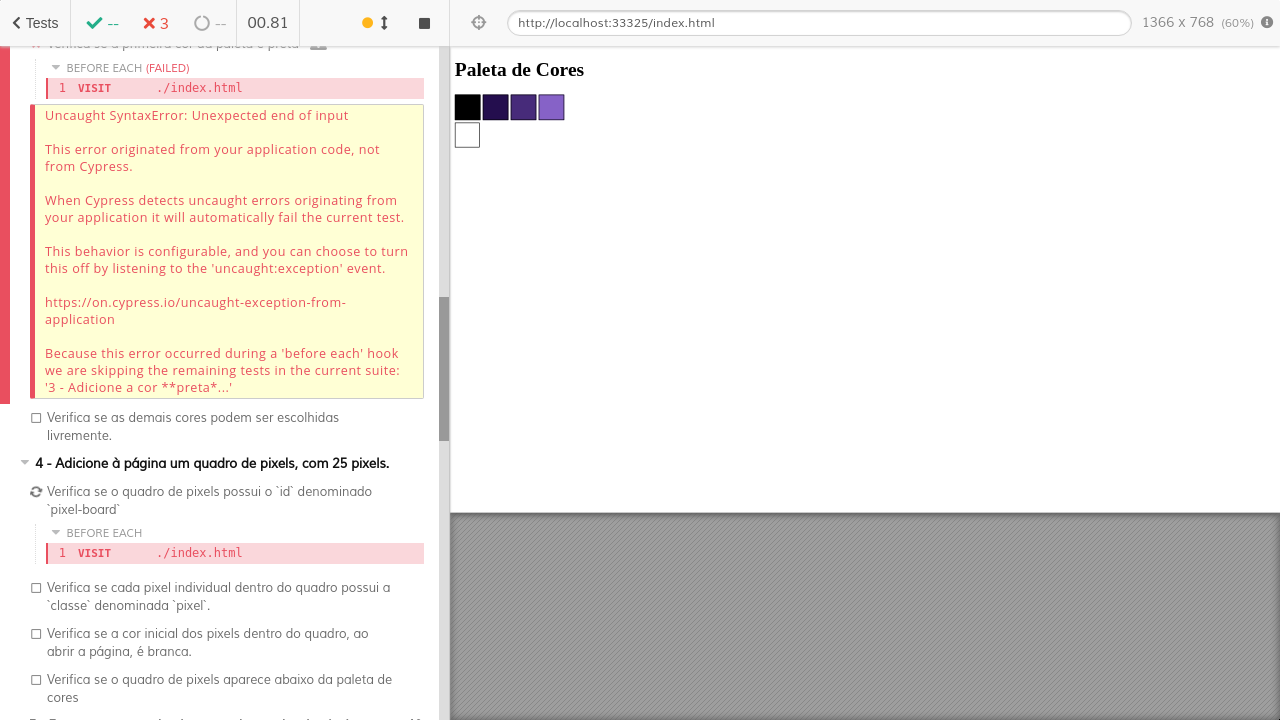 Tests
--
3
--
00.81
http://localhost:33325/index.html
1366 x 768 (60%)
Verifica se a primeira cor da paleta é preta
BEFORE EACH (FAILED)
1 VISIT ./index.html
Uncaught SyntaxError: Unexpected end of input
This error originated from your application code, not
from Cypress.
When Cypress detects uncaught errors originating from
your application it will automatically fail the current test.
This behavior is configurable, and you can choose to turn
this off by listening to the 'uncaught:exception' event.
https://on.cypress.io/uncaught-exception-from-
application
Because this error occurred during a 'before each' hook
we are skipping the remaining tests in the current suite:
'3 - Adicione a cor **preta*...'
Verifica se as demais cores podem ser escolhidas
livremente.
4 - Adicione à página um quadro de pixels, com 25 pixels.
Verifica se o quadro de pixels possui o `id` denominado
`pixel-board`
BEFORE EACH
1 VISIT ./index.html
Verifica se cada pixel individual dentro do quadro possui a
`classe` denominada `pixel`.
Verifica se a cor inicial dos pixels dentro do quadro, ao
abrir a página, é branca.
Verifica se o quadro de pixels aparece abaixo da paleta de
cores
Paleta de Cores